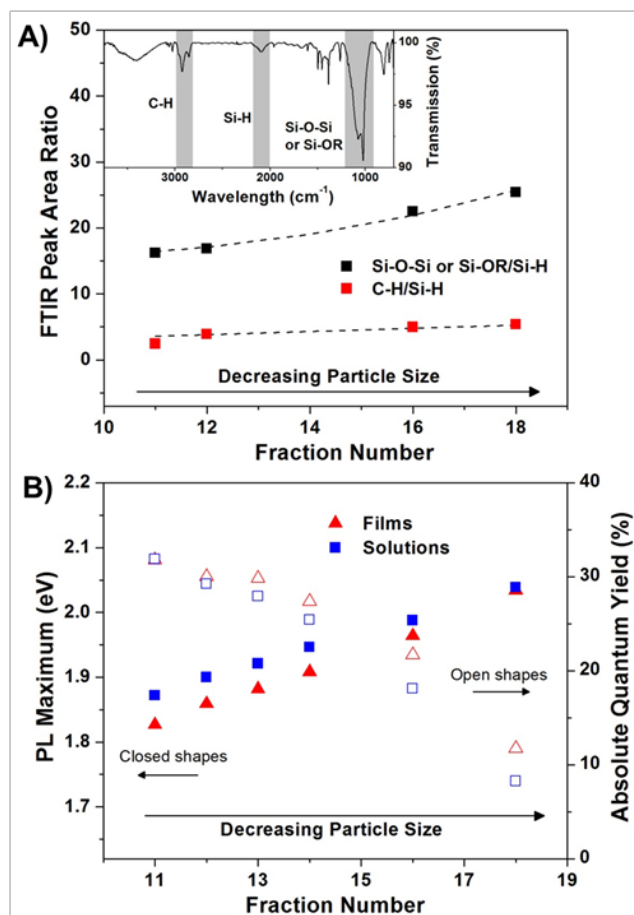 A)
FTIR Peak Area Ratio
50
40
30
20
10
0
C-H
Si-H
Si-O-Si
or Si-OR
100
95
90
Transmission (%)
3000
2000
1000
Wavelength (cm-1)
Si-O-Si or Si-OR/Si-H
C-H/Si-H
Decreasing Particle Size
10
12
14
16
18
Fraction Number
B)
PL Maximum (eV)
2.2
2.1
2.0
1.9
1.8
1.7
Films
Solutions
Open shapes
Closed shapes
Decreasing Particle Size
40
30
20
10
0
Absolute Quantum Yield (%)
11
13
15
17
19
Fraction Number